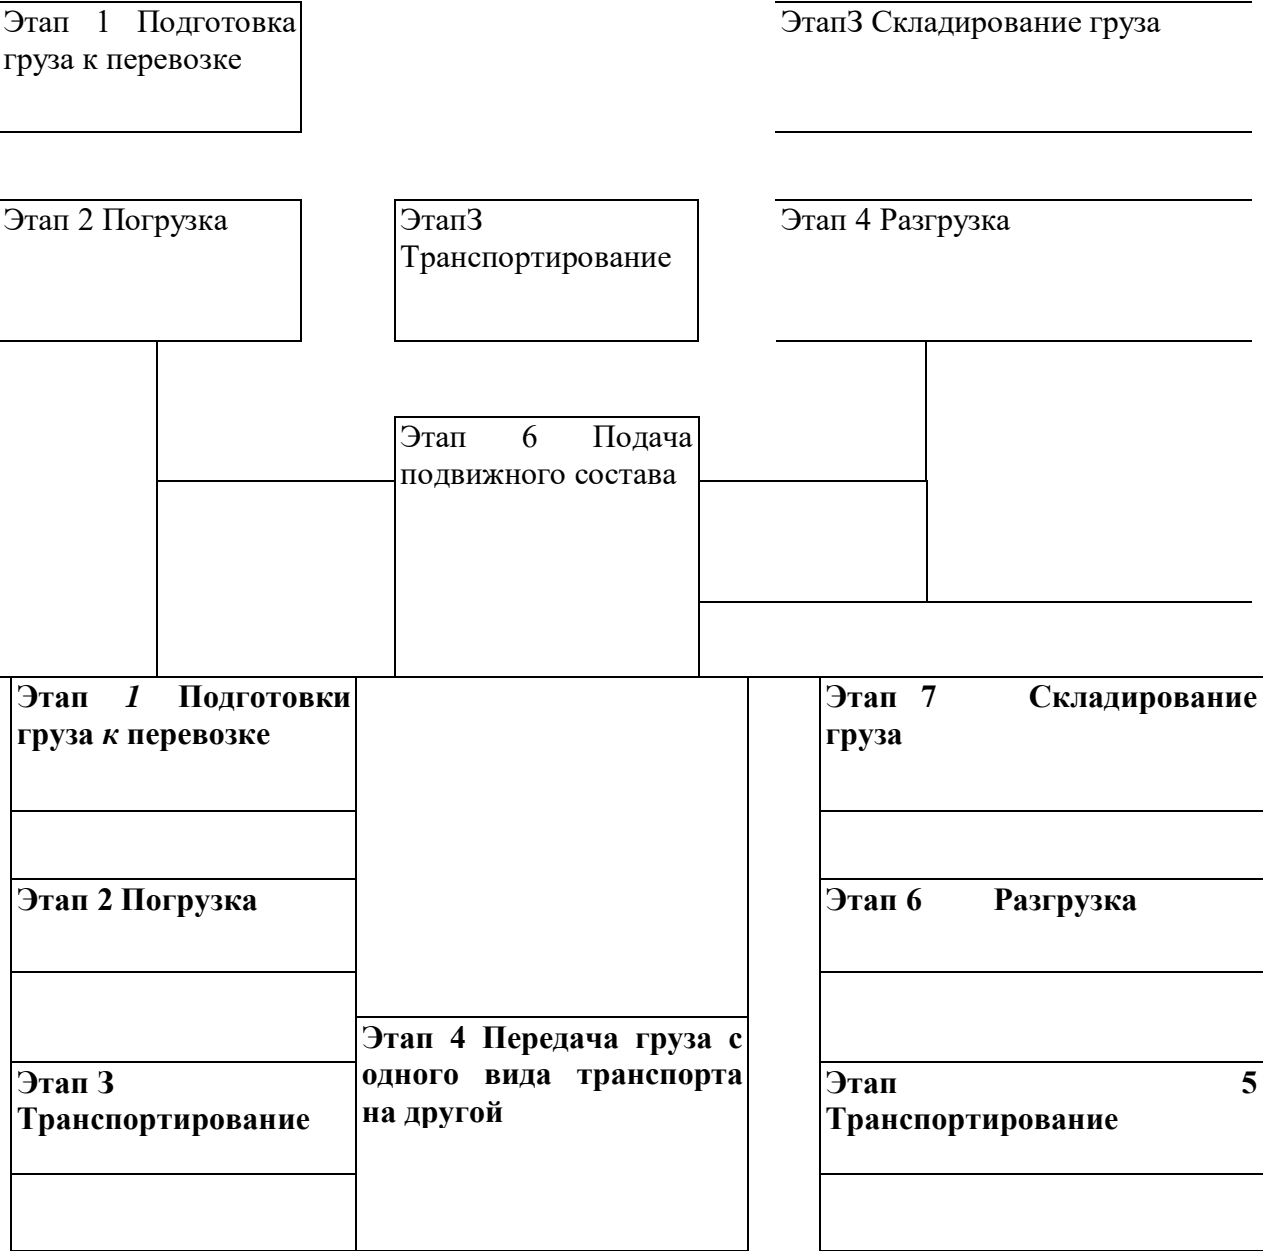 Этап 1 Подготовка
груза к перевозке
Этап3 Складирование груза
Этап 2 Погрузка
Этап3
Транспортирование
Этап 4 Разгрузка
Этап 6 Подача
подвижного состава
Этап 1 Подготовки
груза к перевозке
Этап 7 Складирование
груза
Этап 2 Погрузка
Этап 6 Разгрузка
Этап 4 Передача груза с
одного вида транспорта
на другой
Этап 3
Транспортирование
Этап 5
Транспортирование